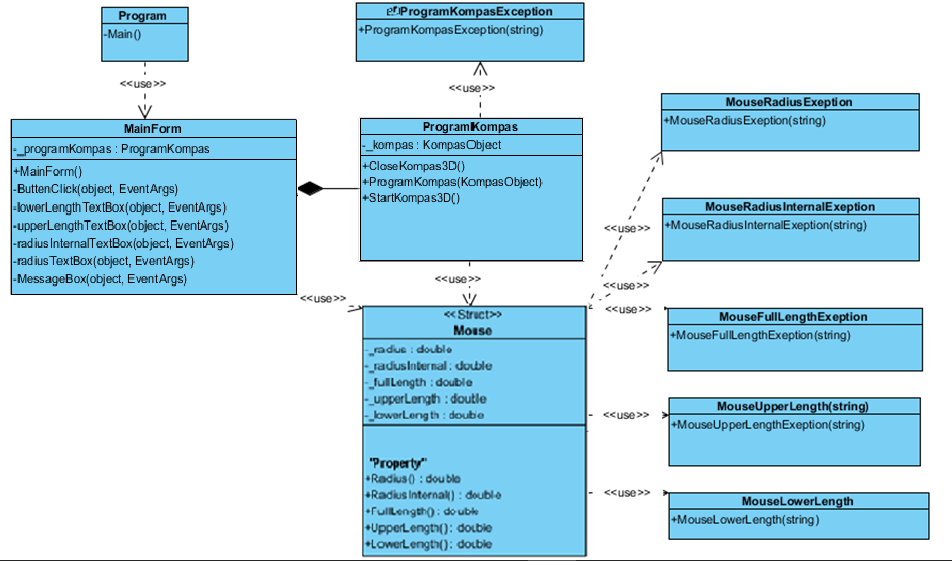 Program
-Main()
<<use>>
ProgramKompasException
+ProgramKompasException(string)
<<use>>
MainForm
-_programKompas : ProgramKompas
+MainForm()
-ButtenClick(object, EventArgs)
-lowerLengthTextBox(object, EventArgs)
-upperLengthTextBox(object, EventArgs)
-radiusInternalTextBox(object, EventArgs)
-radiusTextBox(object, EventArgs)
-MessageBox(object, EventArgs)
ProgramKompas
-_kompas : KompasObject
+CloseKompas3D()
+ProgramKompas(KompasObject)
+StartKompas3D()
<<use>>
<<use>>
<<Struct>>
Mouse
-_radius : double
-_radiusInternal : double
-_fullLength : double
-_upperLength : double
-_lowerLength : double
"Property"
+Radius() : double
+RadiusInternal() : double
+FullLength() : double
+UpperLength() : double
+LowerLength() : double
<<use>>
MouseRadiusExeption
+MouseRadiusExeption(string)
<<use>>
MouseRadiusInternalExeption
+MouseRadiusInternalExeption(string)
<<use>>
MouseFullLengthExeption
+MouseFullLengthExeption(string)
<<use>>
MouseUpperLength(string)
+MouseUpperLengthExeption(string)
<<use>>
MouseLowerLength
+MouseLowerLength(string)